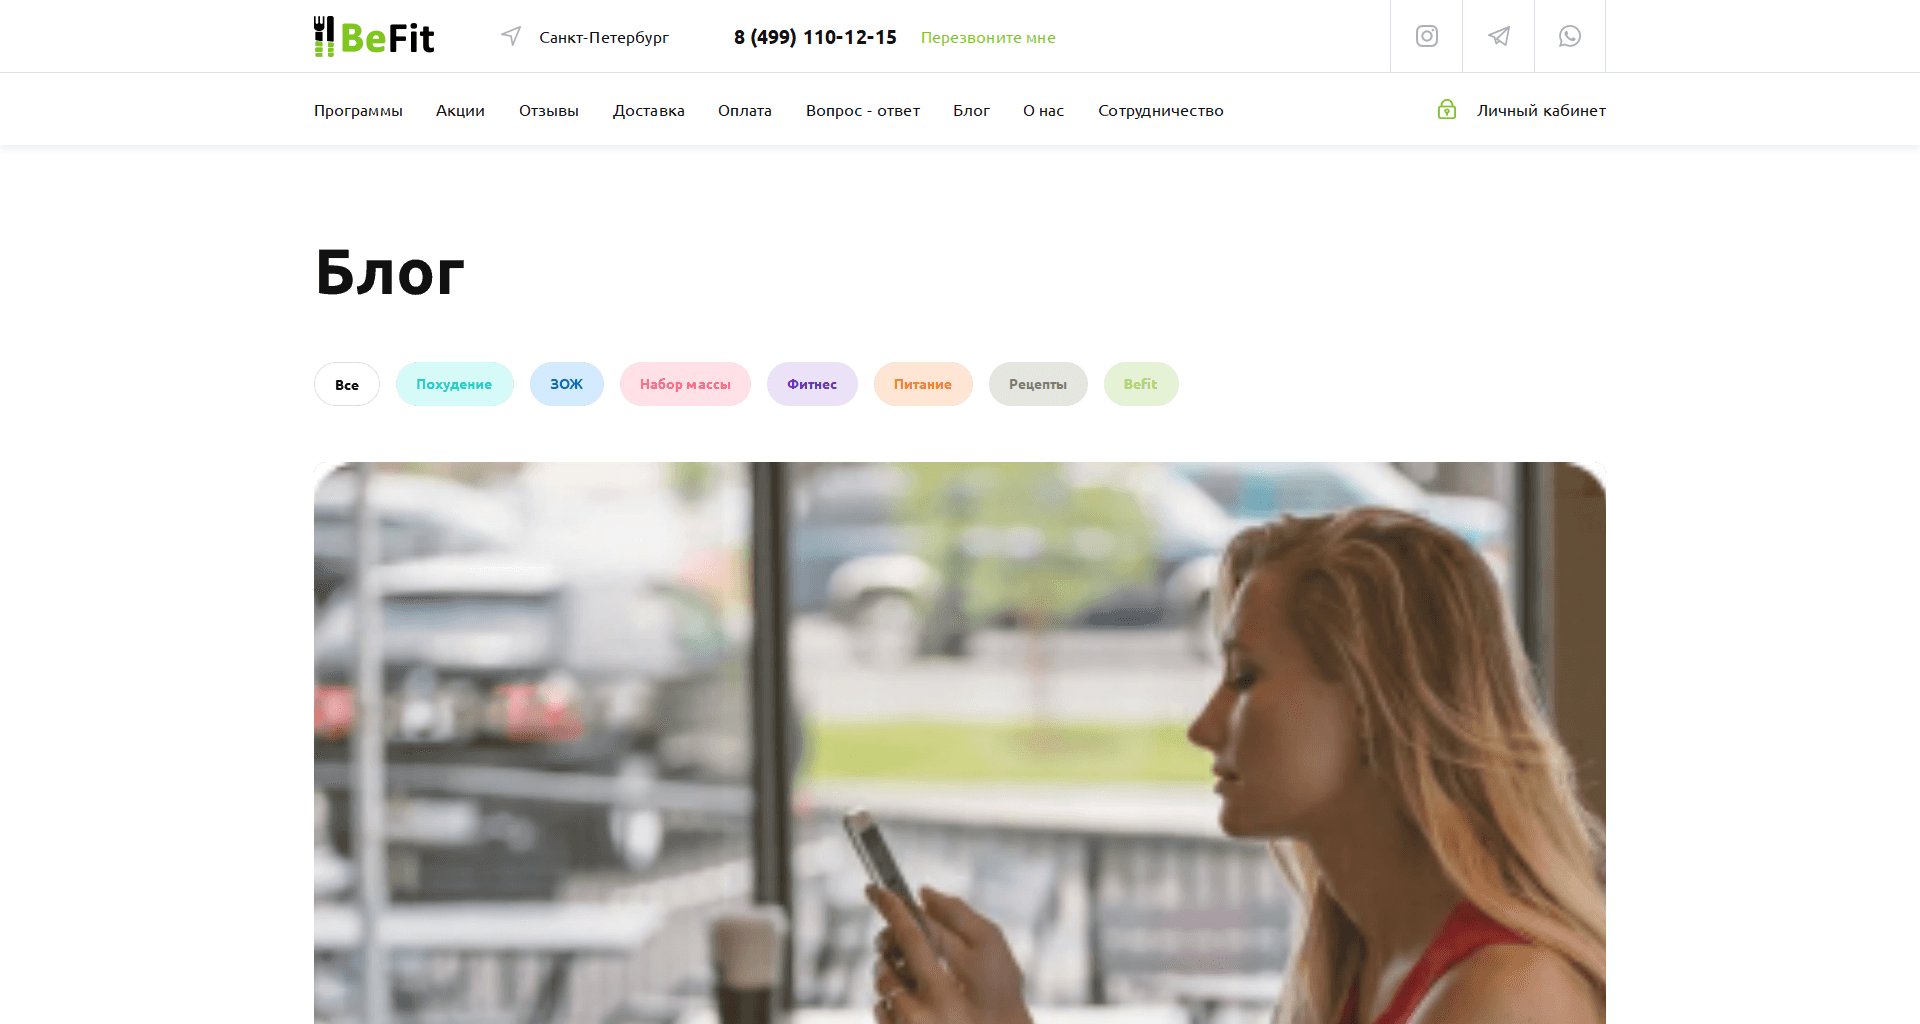 BeFit
Санкт-Петербург
8 (499) 110-12-15
Перезвоните мне
Программы
Акции
Отзывы
Доставка
Оплата
Вопрос - ответ
Блог
О нас
Сотрудничество
Личный кабинет
Блог
Все
Похудение
ЗОЖ
Набор массы
Фитнес
Питание
Рецепты
Befit